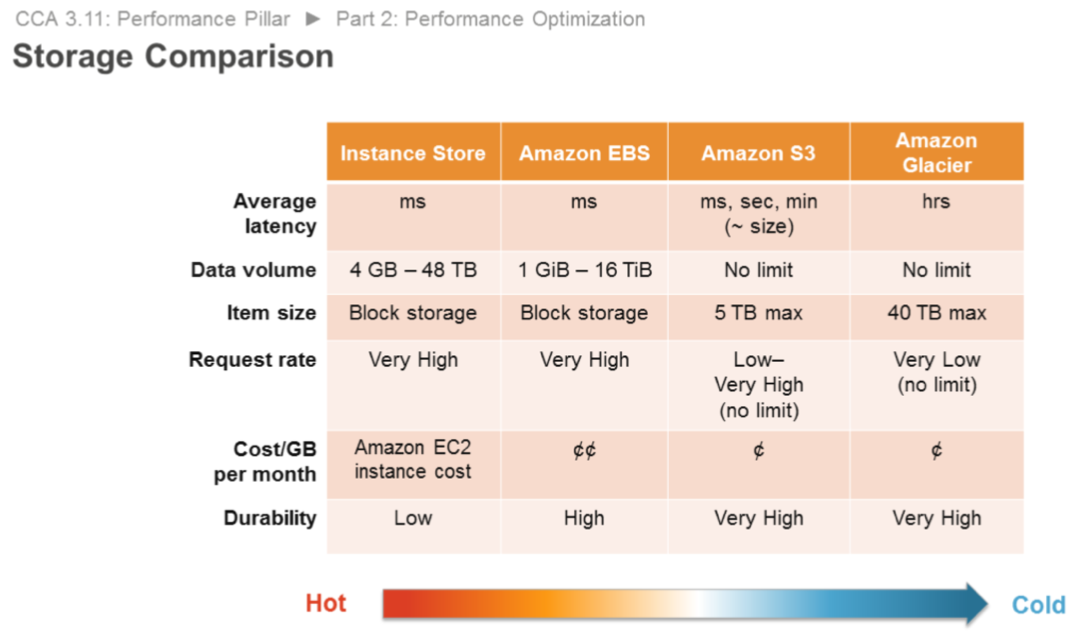 CCA 3.11: Performance Pillar ► Part 2: Performance Optimization
Storage Comparison
Instance Store Amazon EBS Amazon S3 Amazon
Glacier
Average
latency
ms ms ms, sec, min
(~ size)
hrs
Data volume 4 GB – 48 TB 1 GiB – 16 TiB No limit No limit
Item size Block storage Block storage 5 TB max 40 TB max
Request rate Very High Very High Low–
Very High
(no limit)
Very Low
(no limit)
Cost/GB
per month
Amazon EC2
instance cost
¢¢ ¢ ¢
Durability Low High Very High Very High
Hot Cold